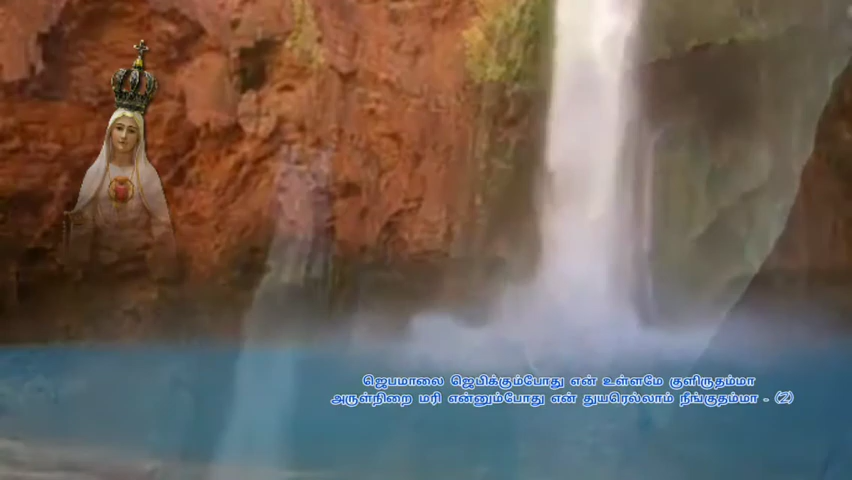 ஜெபமாலை ஜெபிக்கும்போது என் உள்ளமே குளிருதம்மா
அருள்நிறை மரி என்னும்போது என் துயரெல்லாம் நீங்குதம்மா - (2)